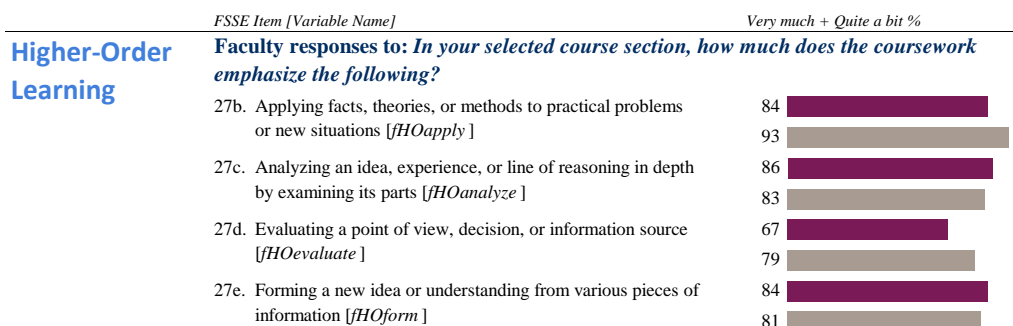 FSSE Item [Variable Name] Very much + Quite a bit %
Higher-Order
Learning
Faculty responses to: In your selected course section, how much does the coursework
emphasize the following?
27b. Applying facts, theories, or methods to practical problems 84
or new situations [fHOapply ] 93
27c. Analyzing an idea, experience, or line of reasoning in depth 86
by examining its parts [fHOanalyze ] 83
27d. Evaluating a point of view, decision, or information source 67
[fHOevaluate ] 79
27e. Forming a new idea or understanding from various pieces of 84
information [fHOform ] 81